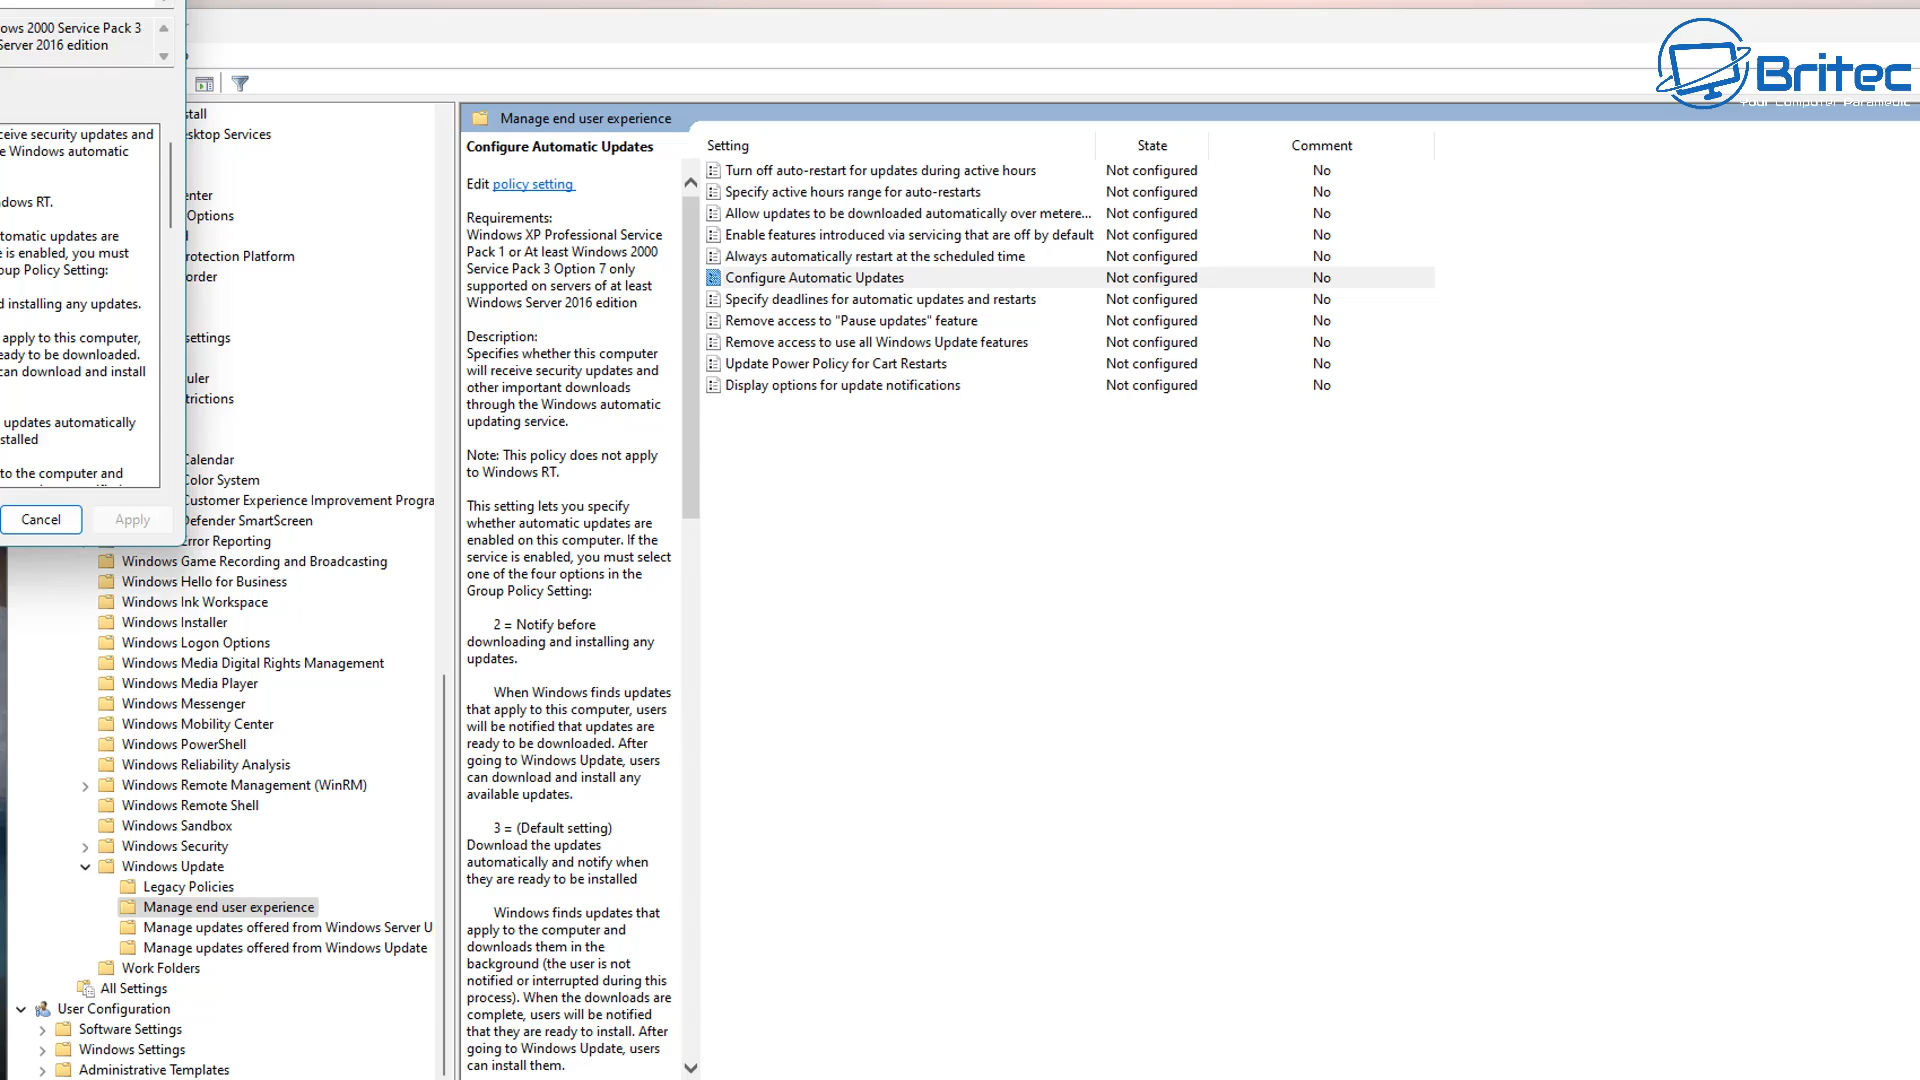 ows 2000 Service Pack 3
Server 2016 edition
ceive security updates and
e Windows automatic
dows RT.
tomatic updates are
e is enabled, you must
oup Policy Setting:
d installing any updates.
apply to this computer,
eady to be downloaded.
can download and install
updates automatically
stalled
to the computer and
Cancel
Apply
stall
esktop Services
enter
Options
l
rotection Platform
order
settings
uler
trictions
Calendar
Color System
Customer Experience Improvement Progra
Defender SmartScreen
Error Reporting
Windows Game Recording and Broadcasting
Windows Hello for Business
Windows Ink Workspace
Windows Installer
Windows Logon Options
Windows Media Digital Rights Management
Windows Media Player
Windows Messenger
Windows Mobility Center
Windows PowerShell
Windows Reliability Analysis
Windows Remote Management (WinRM)
Windows Remote Shell
Windows Sandbox
Windows Security
Windows Update
Legacy Policies
Manage end user experience
Manage updates offered from Windows Server U
Manage updates offered from Windows Update
Work Folders
All Settings
User Configuration
Software Settings
Windows Settings
Administrative Templates
Manage end user experience
Configure Automatic Updates
Edit policy setting
Requirements:
Windows XP Professional Service
Pack 1 or At least Windows 2000
Service Pack 3 Option 7 only
supported on servers of at least
Windows Server 2016 edition
Description:
Specifies whether this computer
will receive security updates and
other important downloads
through the Windows automatic
updating service.
Note: This policy does not apply
to Windows RT.
This setting lets you specify
whether automatic updates are
enabled on this computer. If the
service is enabled, you must select
one of the four options in the
Group Policy Setting:
2 = Notify before
downloading and installing any
updates.
When Windows finds updates
that apply to this computer, users
will be notified that updates are
ready to be downloaded. After
going to Windows Update, users
can download and install any
available updates.
3 = (Default setting)
Download the updates
automatically and notify when
they are ready to be installed
Windows finds updates that
apply to the computer and
downloads them in the
background (the user is not
notified or interrupted during this
process). When the downloads are
complete, users will be notified
that they are ready to install. After
going to Windows Update, users
can install them.
Setting State Comment
Turn off auto-restart for updates during active hours Not configured No
Specify active hours range for auto-restarts Not configured No
Allow updates to be downloaded automatically over metere... Not configured No
Enable features introduced via servicing that are off by default Not configured No
Always automatically restart at the scheduled time Not configured No
Configure Automatic Updates Not configured No
Specify deadlines for automatic updates and restarts Not configured No
Remove access to "Pause updates" feature Not configured No
Remove access to use all Windows Update features Not configured No
Update Power Policy for Cart Restarts Not configured No
Display options for update notifications Not configured No
Britec
Your Computer Paramedic